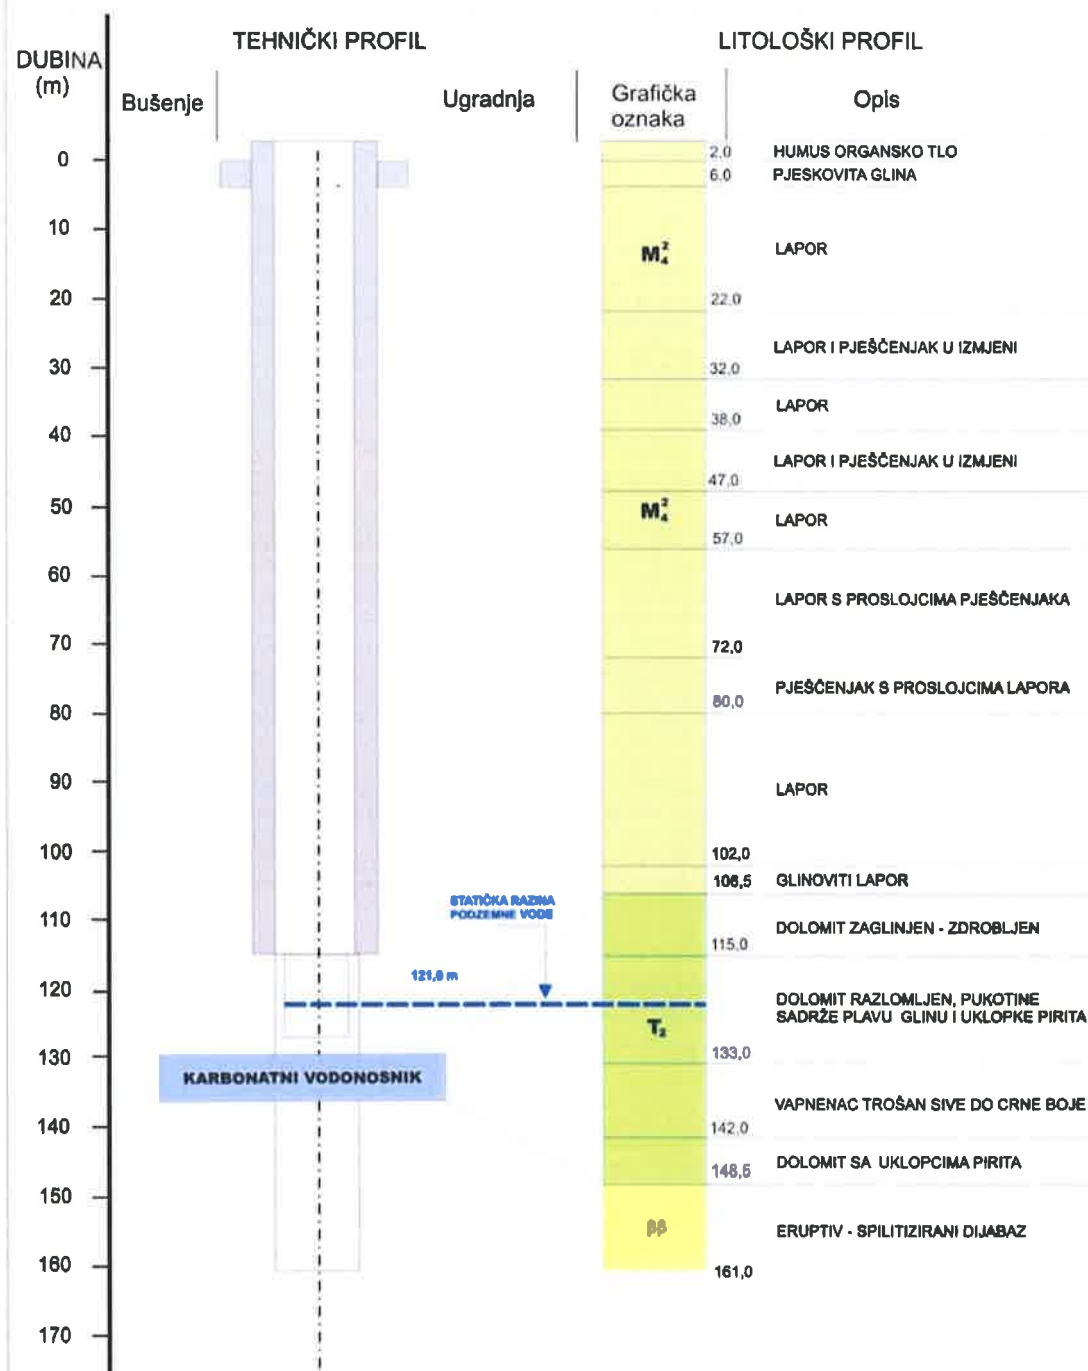 TEHNIČKI PROFIL
LITOLOŠKI PROFIL
DUBINA
(m)
Bušenje
Ugradnja
Grafička
oznaka
Opis
0
10
20
30
40
50
60
70
80
90
100
110
120
130
140
150
160
170
2.0
HUMUS ORGANSKO TLO
6.0
PJESKOVITA GLINA
M₄²
LAPOR
22,0
LAPOR I PJEŠČENJAK U IZMJENI
32,0
LAPOR
38,0
LAPOR I PJEŠČENJAK U IZMJENI
47,0
M₄²
LAPOR
57,0
LAPOR S PROSLOJCIMA PJEŠČENJAKA
72,0
PJEŠČENJAK S PROSLOJCIMA LAPORA
80,0
LAPOR
102,0
106,5
GLINOVITI LAPOR
STATIČKA RAZINA
PODZEMNE VODE
DOLOMIT ZAGLINJEN - ZDROBLJEN
115,0
121,8 m
DOLOMIT RAZLOMLJEN, PUKOTINE
SADRŽE PLAVU GLINU I UKLOPKE PIRITA
T₂
133,0
KARBONATNI VODONOSNIK
VAPNENAC TROŠAN SIVE DO CRNE BOJE
142,0
DOLOMIT SA UKLOPCIMA PIRITA
148,5
ββ
ERUPTIV - SPILITIZIRANI DIJABAZ
161,0